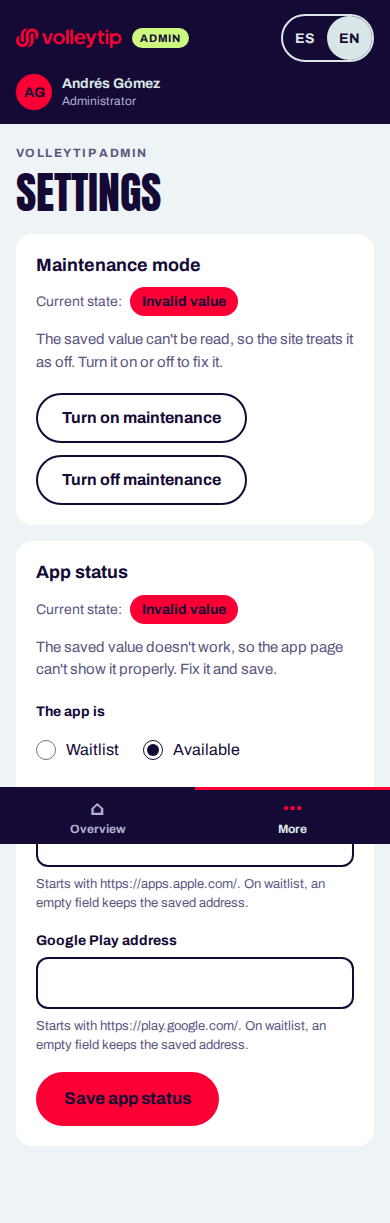 volleytip ADMIN ES EN
AG Andrés Gómez
Administrator
VOLLEYTIP ADMIN
SETTINGS
Maintenance mode
Current state: Invalid value
The saved value can't be read, so the site treats it
as off. Turn it on or off to fix it.
Turn on maintenance
Turn off maintenance
App status
Current state: Invalid value
The saved value doesn't work, so the app page
can't show it properly. Fix it and save.
The app is
Waitlist Available
Overview More
Starts with https://apps.apple.com/. On waitlist, an
empty field keeps the saved address.
Google Play address
Starts with https://play.google.com/. On waitlist, an
empty field keeps the saved address.
Save app status